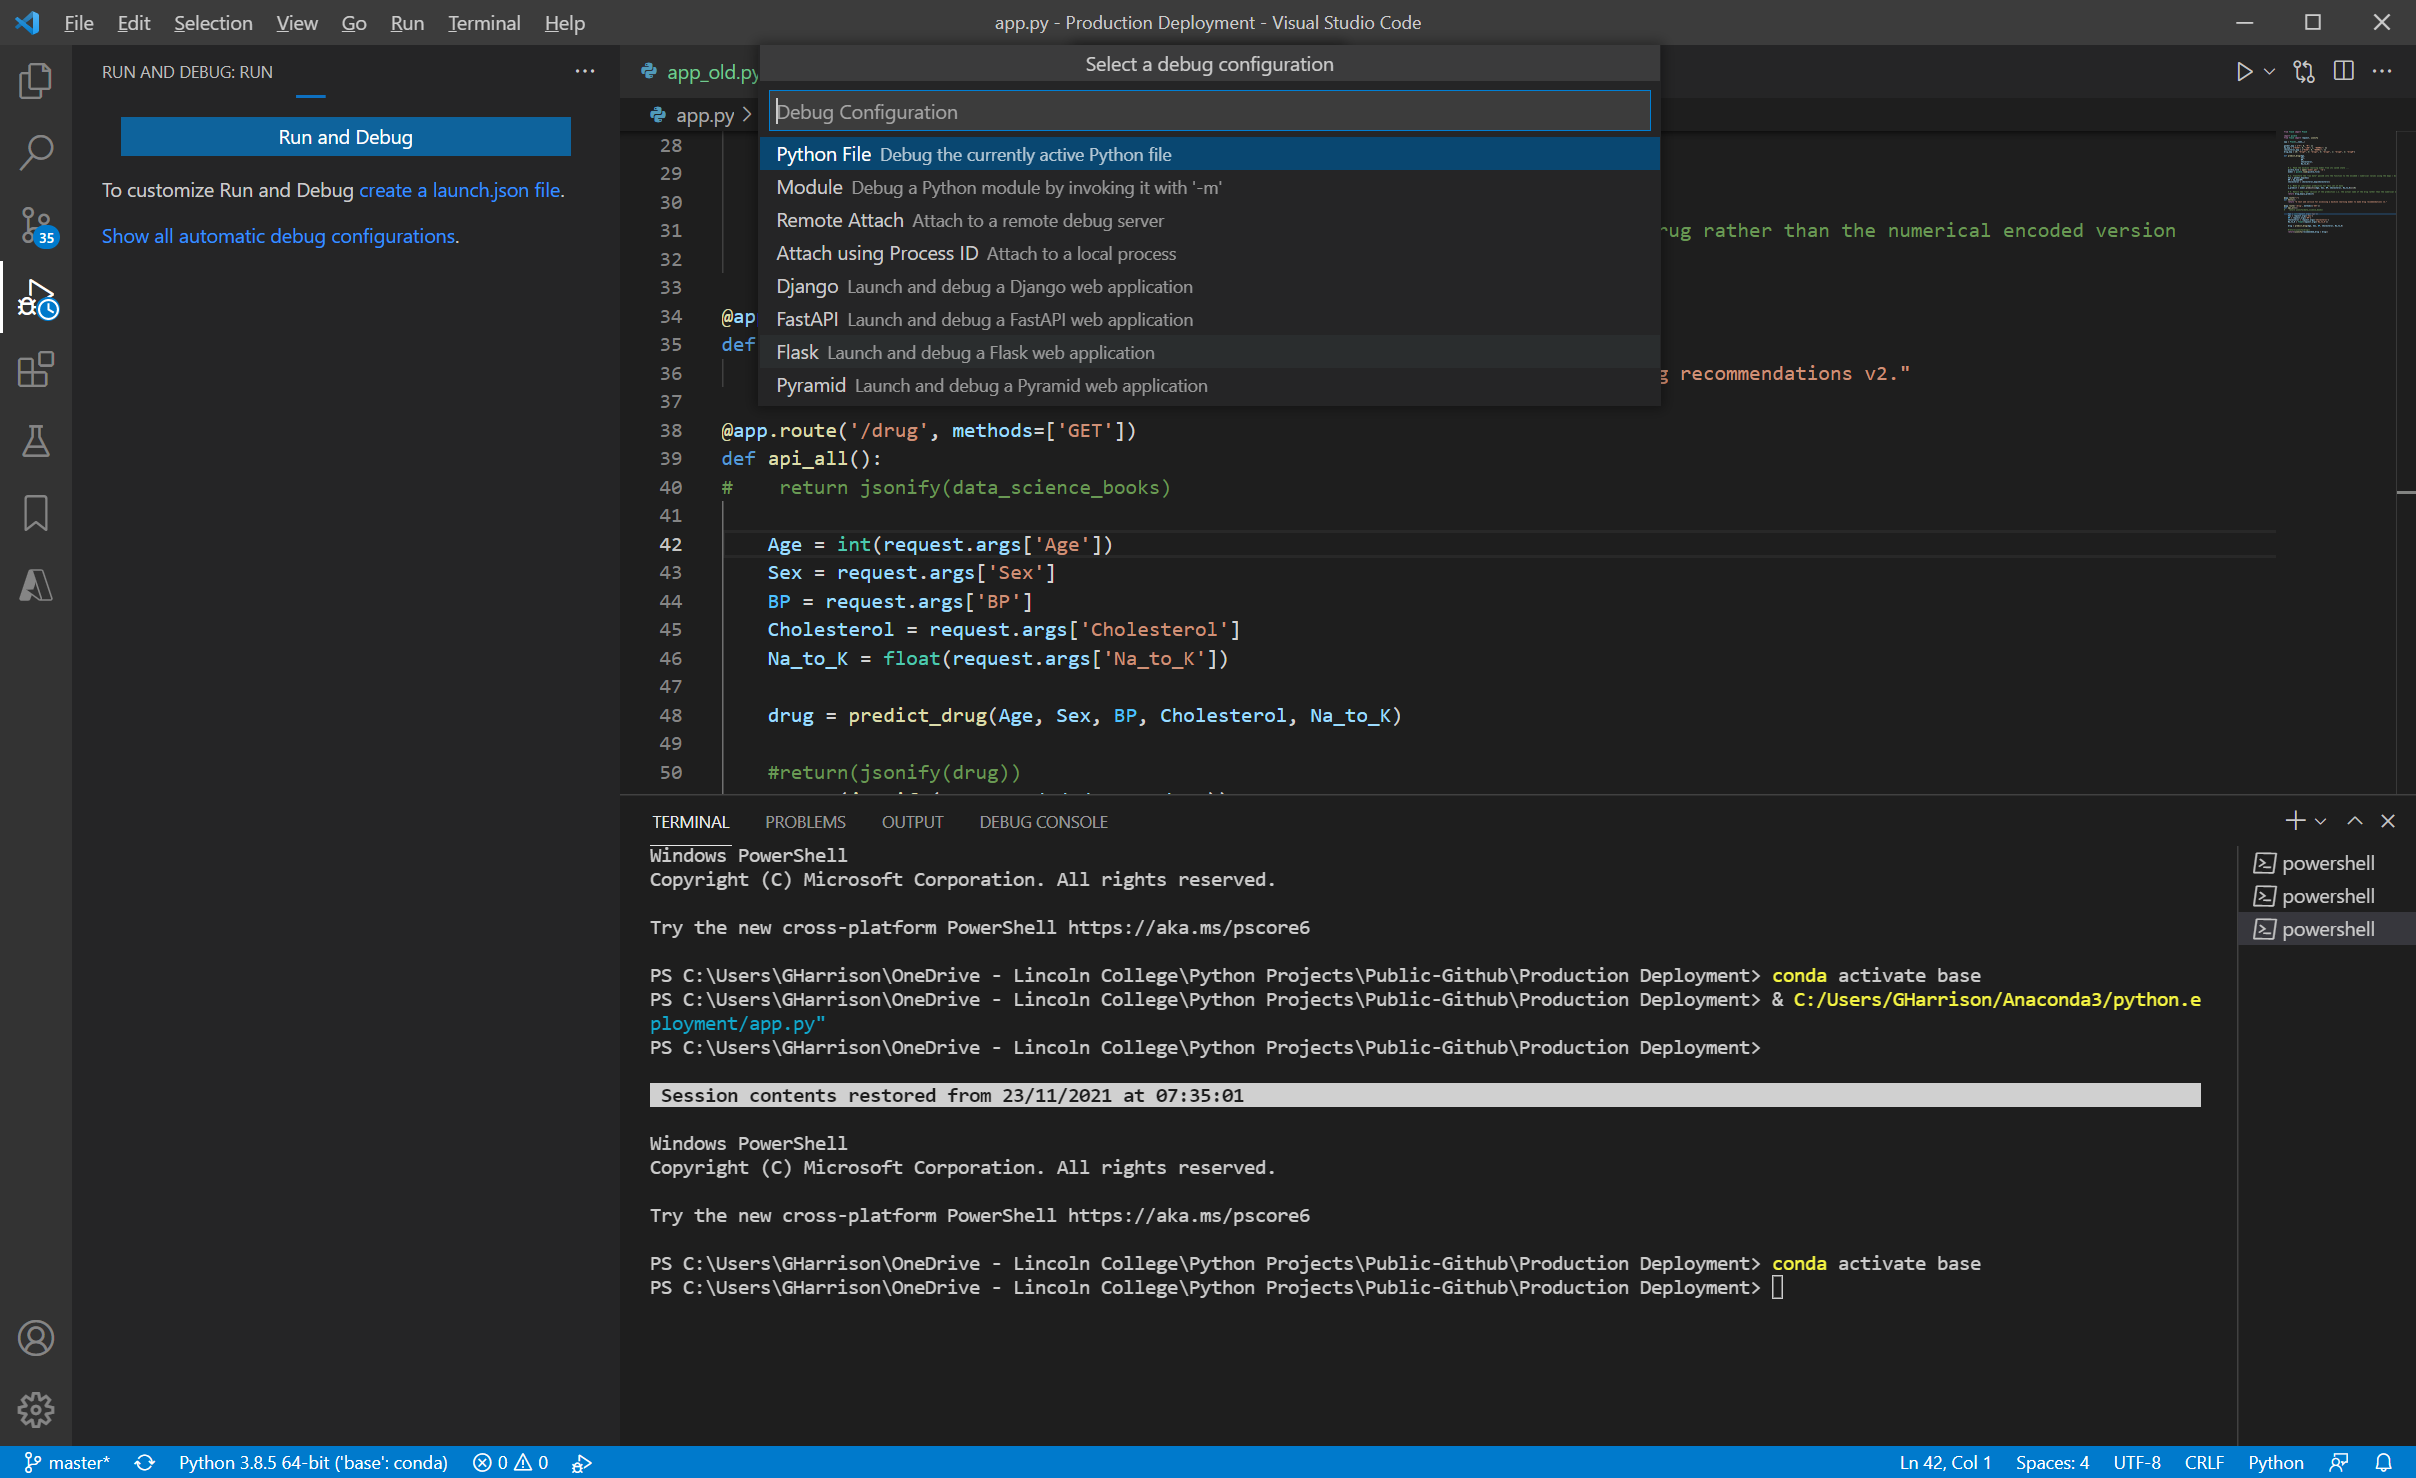 File Edit Selection View Go Run Terminal Help
app.py - Production Deployment - Visual Studio Code
RUN AND DEBUG: RUN
Run and Debug
To customize Run and Debug create a launch.json file.
Show all automatic debug configurations.
35
app_old.py
app.py
Select a debug configuration
Debug Configuration
Python File Debug the currently active Python file
Module Debug a Python module by invoking it with '-m'
Remote Attach Attach to a remote debug server
Attach using Process ID Attach to a local process
Django Launch and debug a Django web application
FastAPI Launch and debug a FastAPI web application
Flask Launch and debug a Flask web application
Pyramid Launch and debug a Pyramid web application
28
29
30
31 rug rather than the numerical encoded version
32
33
34 @ap
35 def
36 g recommendations v2."
37
38 @app.route('/drug', methods=['GET'])
39 def api_all():
40 #    return jsonify(data_science_books)
41
42     Age = int(request.args['Age'])
43     Sex = request.args['Sex']
44     BP = request.args['BP']
45     Cholesterol = request.args['Cholesterol']
46     Na_to_K = float(request.args['Na_to_K'])
47
48     drug = predict_drug(Age, Sex, BP, Cholesterol, Na_to_K)
49
50     #return(jsonify(drug))
TERMINAL PROBLEMS OUTPUT DEBUG CONSOLE
Windows PowerShell
Copyright (C) Microsoft Corporation. All rights reserved.
Try the new cross-platform PowerShell https://aka.ms/pscore6
PS C:\Users\GHarrison\OneDrive - Lincoln College\Python Projects\Public-Github\Production Deployment> conda activate base
PS C:\Users\GHarrison\OneDrive - Lincoln College\Python Projects\Public-Github\Production Deployment> & C:/Users/GHarrison/Anaconda3/python.e
ployment/app.py"
PS C:\Users\GHarrison\OneDrive - Lincoln College\Python Projects\Public-Github\Production Deployment>
Session contents restored from 23/11/2021 at 07:35:01
Windows PowerShell
Copyright (C) Microsoft Corporation. All rights reserved.
Try the new cross-platform PowerShell https://aka.ms/pscore6
PS C:\Users\GHarrison\OneDrive - Lincoln College\Python Projects\Public-Github\Production Deployment> conda activate base
PS C:\Users\GHarrison\OneDrive - Lincoln College\Python Projects\Public-Github\Production Deployment>
powershell
powershell
powershell
master* Python 3.8.5 64-bit ('base': conda) 0 0 Ln 42, Col 1 Spaces: 4 UTF-8 CRLF Python